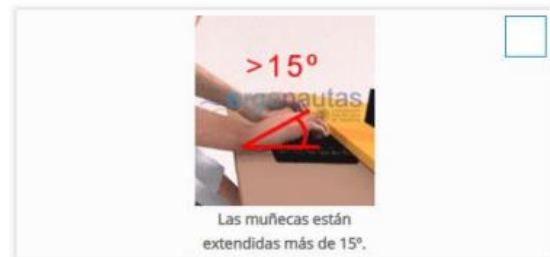 >15º
ergonautas
Las muñecas están
extendidas más de 15º.